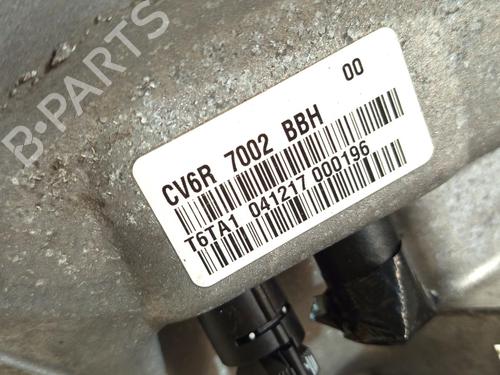 B-PARTS
00
CV6R 7002 BBH
T6TA1 041217 000196